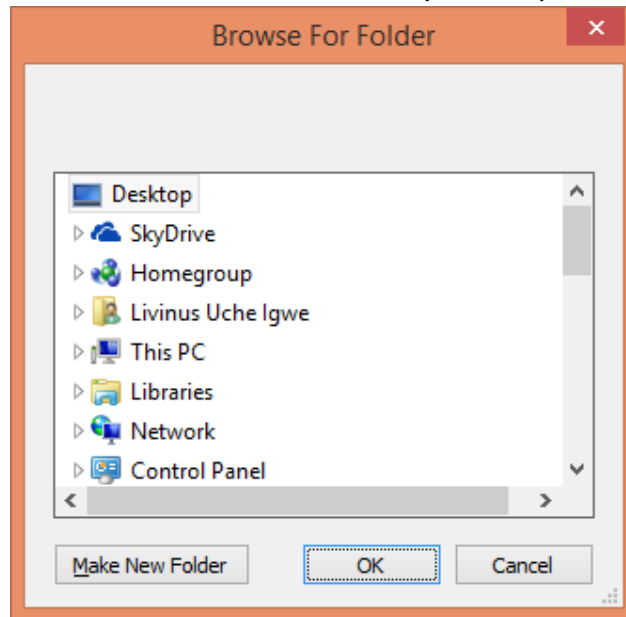 Browse For Folder
Desktop
SkyDrive
Homegroup
Livinus Uche Igwe
This PC
Libraries
Network
Control Panel
Make New Folder OK Cancel